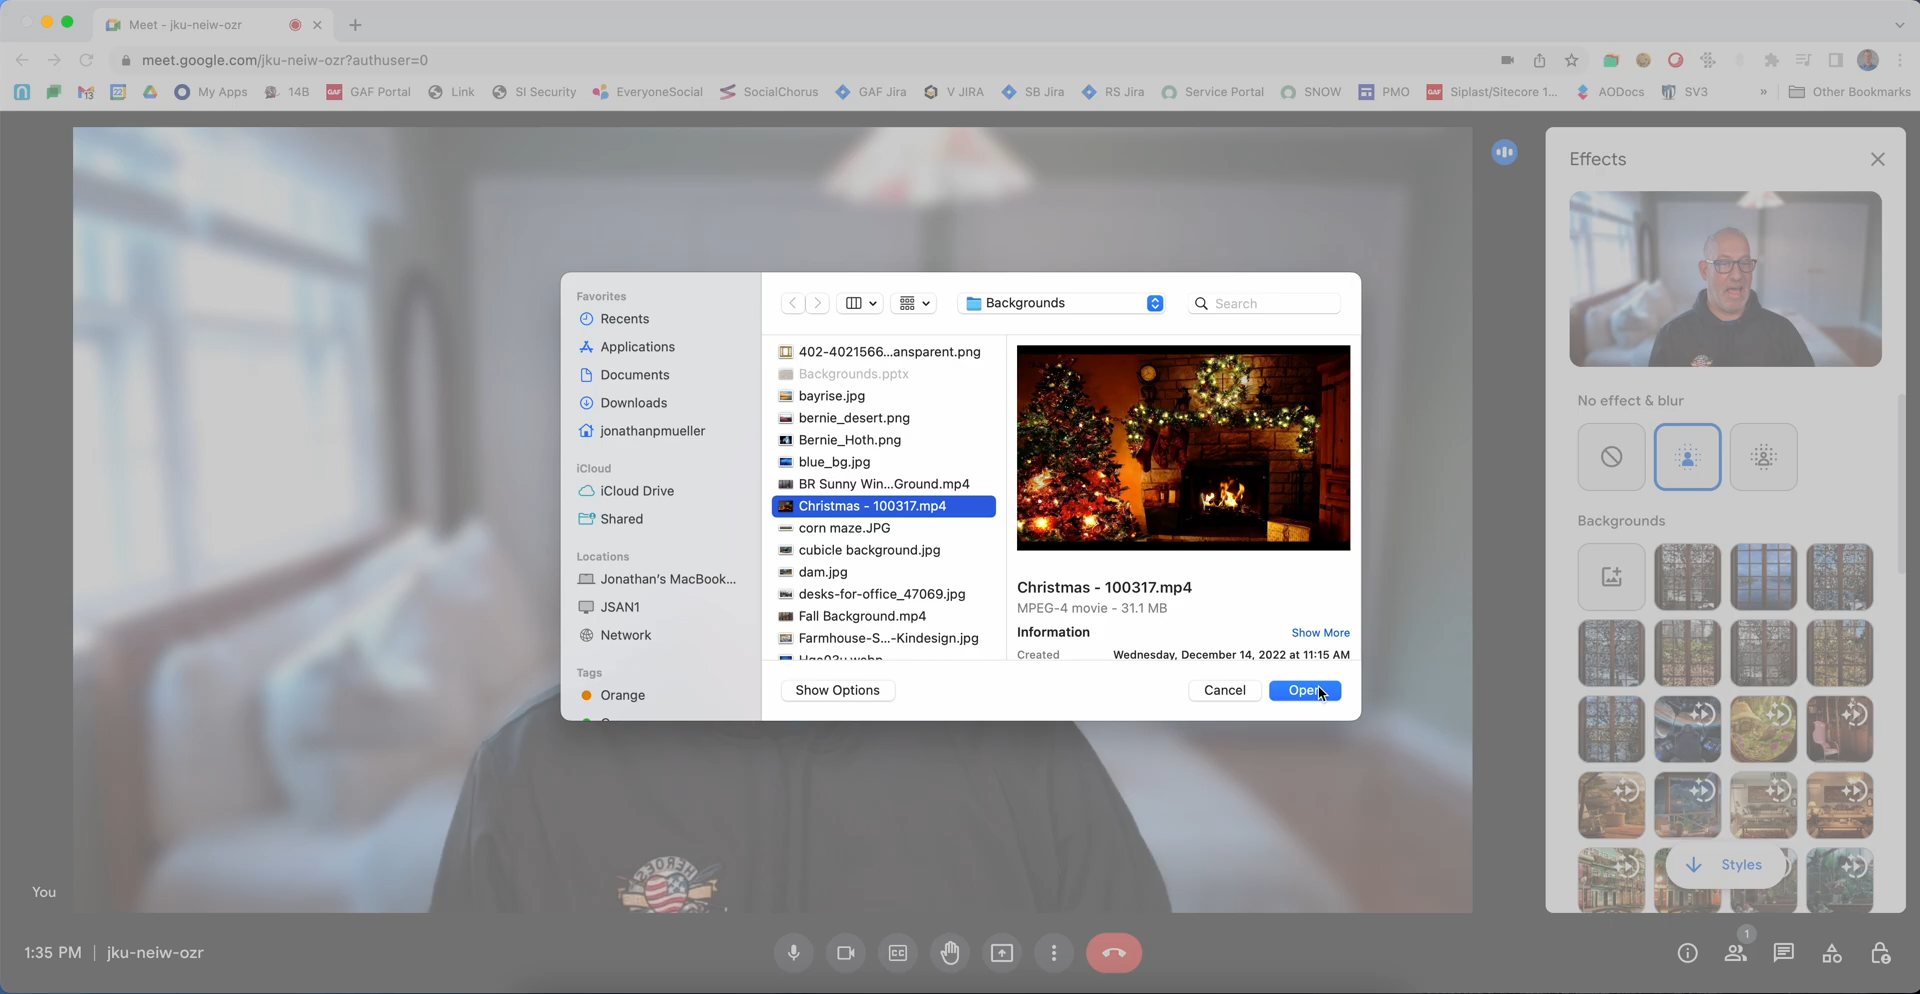 Meet - jku-neiw-ozr
meet.google.com/jku-neiw-ozr?authuser=0
My Apps 14B GAF GAF Portal Link SI Security EveryoneSocial SocialChorus GAF Jira V JIRA SB Jira RS Jira Service Portal SNOW PMO GAF Siplast/Sitecore 1... AODocs SV3 » Other Bookmarks
Effects
Favorites
Recents
Applications
Documents
Downloads
jonathanpmueller
iCloud
iCloud Drive
Shared
Locations
Jonathan's MacBook...
JSAN1
Network
Tags
Orange
Backgrounds
Search
402-4021566...ansparent.png
Backgrounds.pptx
bayrise.jpg
bernie_desert.png
Bernie_Hoth.png
blue_bg.jpg
BR Sunny Win...Ground.mp4
Christmas - 100317.mp4
corn maze.JPG
cubicle background.jpg
dam.jpg
desks-for-office_47069.jpg
Fall Background.mp4
Farmhouse-S...-Kindesign.jpg
Christmas - 100317.mp4
MPEG-4 movie - 31.1 MB
Information Show More
Created Wednesday, December 14, 2022 at 11:15 AM
Show Options
Cancel
Open
No effect & blur
Backgrounds
Styles
HEROES
You
1:35 PM | jku-neiw-ozr
CC
1